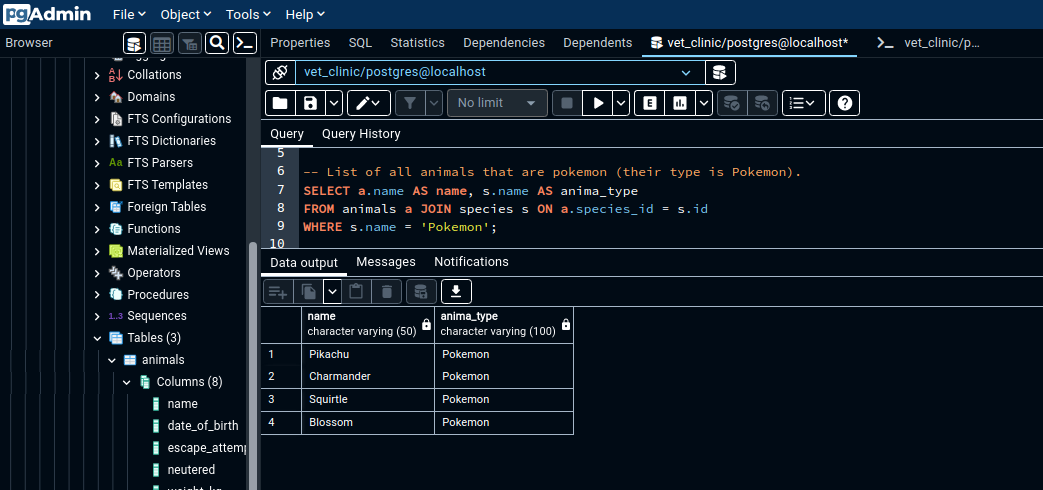 pgAdmin File Object Tools Help
Browser
Properties SQL Statistics Dependencies Dependents vet_clinic/postgres@localhost* vet_clinic/p...
vet_clinic/postgres@localhost
No limit
Query Query History
5
6 -- List of all animals that are pokemon (their type is Pokemon).
7 SELECT a.name AS name, s.name AS anima_type
8 FROM animals a JOIN species s ON a.species_id = s.id
9 WHERE s.name = 'Pokemon';
10
Data output Messages Notifications
name anima_type
character varying (50) character varying (100)
1 Pikachu Pokemon
2 Charmander Pokemon
3 Squirtle Pokemon
4 Blossom Pokemon
Collations
Domains
FTS Configurations
FTS Dictionaries
Aa FTS Parsers
FTS Templates
Foreign Tables
Functions
Materialized Views
Operators
Procedures
1..3 Sequences
Tables (3)
animals
Columns (8)
name
date_of_birth
escape_attemp
neutered